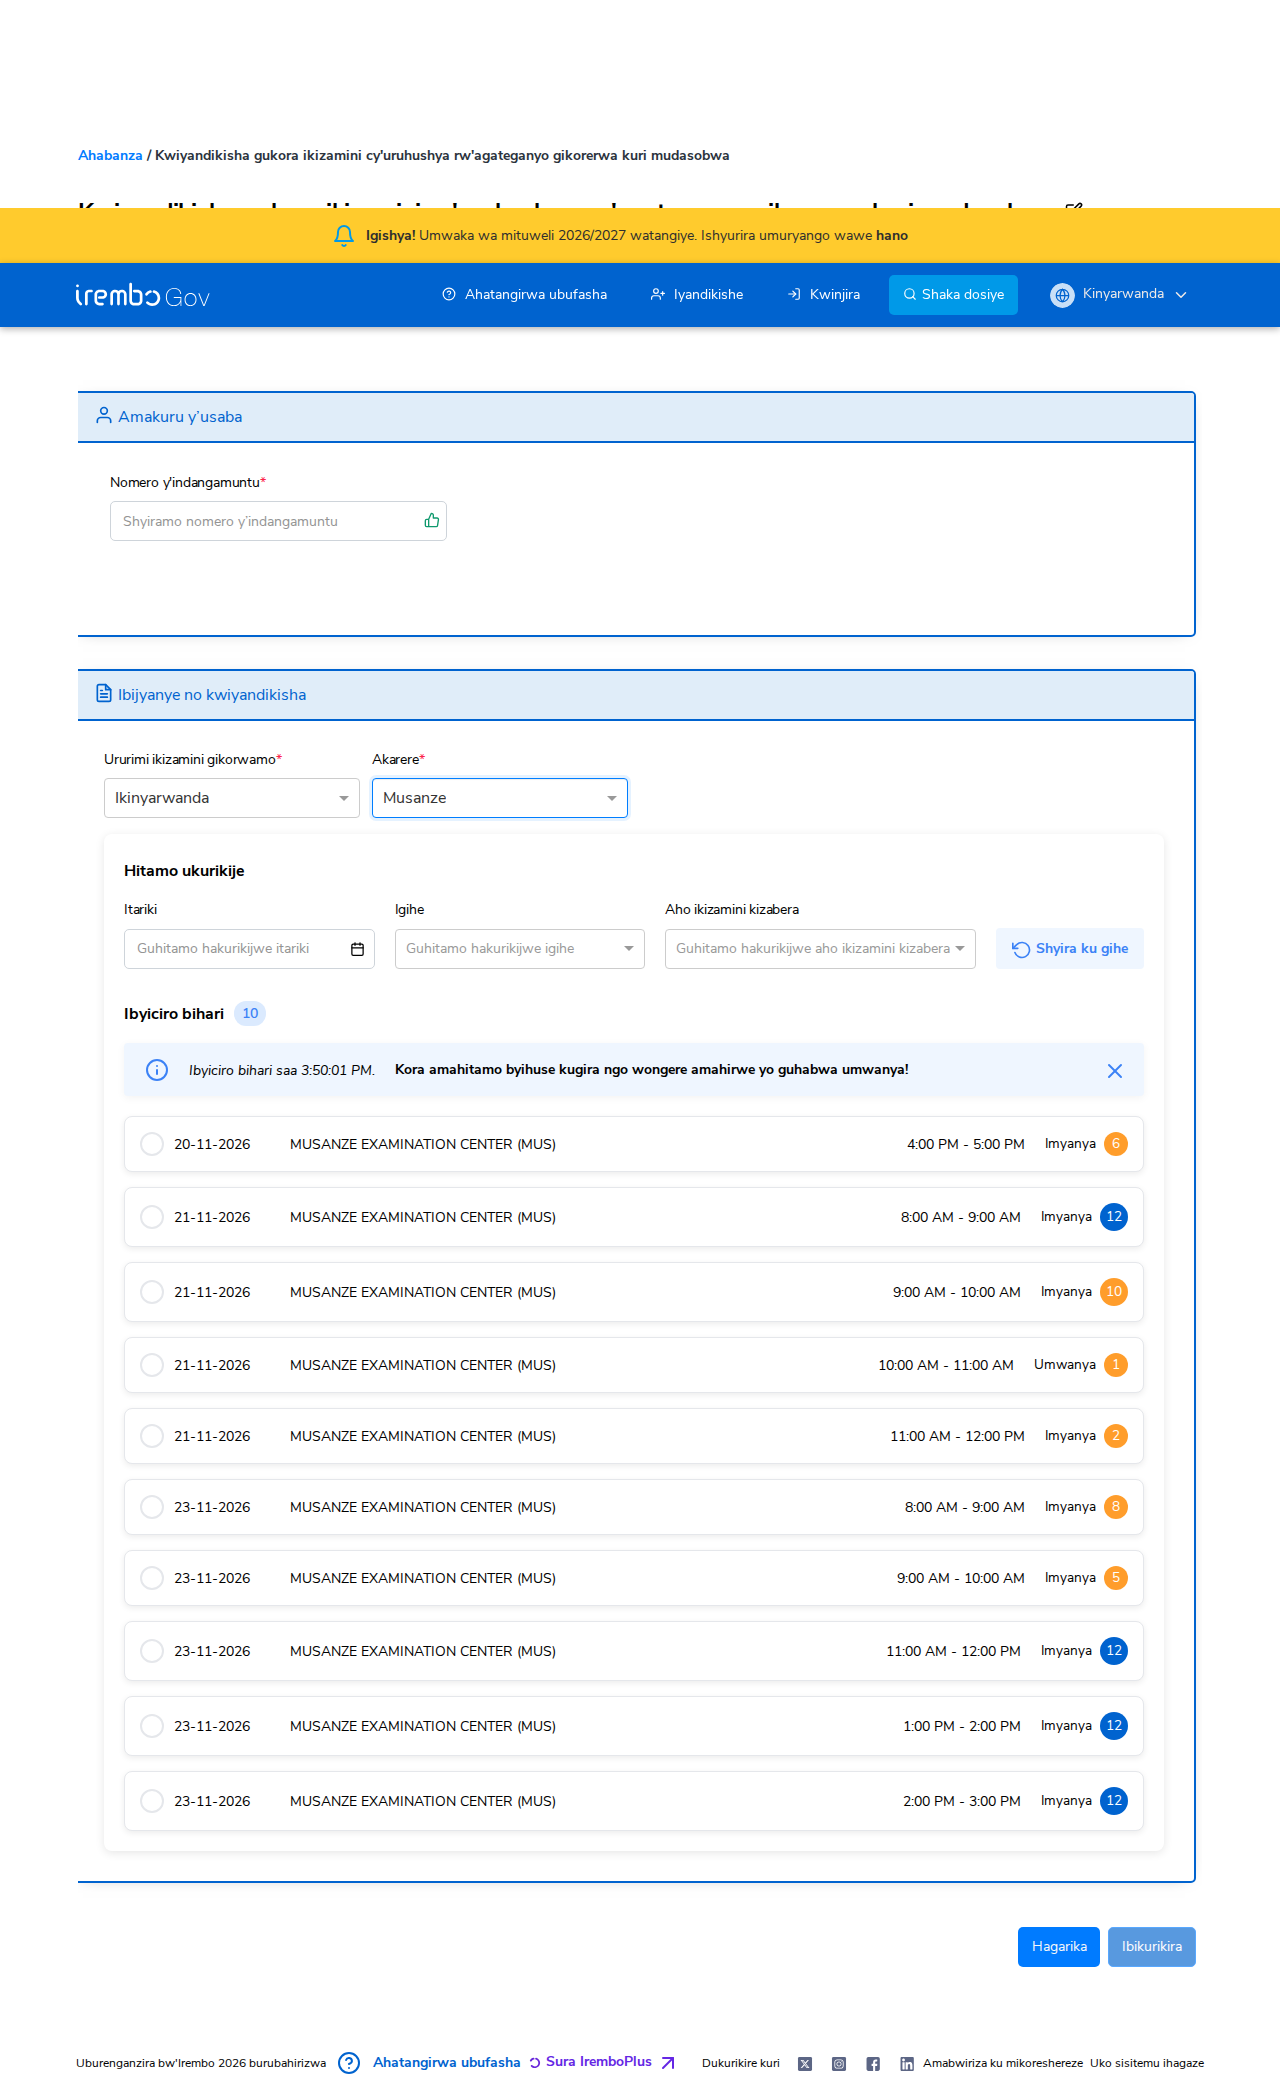 Ahabanza / Kwiyandikisha gukora ikizamini cy'uruhushya rw'agateganyo gikorerwa kuri mudasobwa
Igishya! Umwaka wa mituweli 2026/2027 watangiye. Ishyurira umuryango wawe hano
irembo Gov
Ahatangirwa ubufasha
Iyandikishe
Kwinjira
Shaka dosiye
Kinyarwanda
Amakuru y’usaba
Nomero y'indangamuntu*
Shyiramo nomero y'indangamuntu
Ibijyanye no kwiyandikisha
Ururimi ikizamini gikorwamo* Akarere*
Ikinyarwanda Musanze
Hitamo ukurikije
Itariki Igihe Aho ikizamini kizabera
Guhitamo hakurikijwe itariki Guhitamo hakurikijwe igihe Guhitamo hakurikijwe aho ikizamini kizabera Shyira ku gihe
Ibyiciro bihari 10
Ibyiciro bihari saa 3:50:01 PM. Kora amahitamo byihuse kugira ngo wongere amahirwe yo guhabwa umwanya!
20-11-2026 MUSANZE EXAMINATION CENTER (MUS) 4:00 PM - 5:00 PM Imyanya 6
21-11-2026 MUSANZE EXAMINATION CENTER (MUS) 8:00 AM - 9:00 AM Imyanya 12
21-11-2026 MUSANZE EXAMINATION CENTER (MUS) 9:00 AM - 10:00 AM Imyanya 10
21-11-2026 MUSANZE EXAMINATION CENTER (MUS) 10:00 AM - 11:00 AM Umwanya 1
21-11-2026 MUSANZE EXAMINATION CENTER (MUS) 11:00 AM - 12:00 PM Imyanya 2
23-11-2026 MUSANZE EXAMINATION CENTER (MUS) 8:00 AM - 9:00 AM Imyanya 8
23-11-2026 MUSANZE EXAMINATION CENTER (MUS) 9:00 AM - 10:00 AM Imyanya 5
23-11-2026 MUSANZE EXAMINATION CENTER (MUS) 11:00 AM - 12:00 PM Imyanya 12
23-11-2026 MUSANZE EXAMINATION CENTER (MUS) 1:00 PM - 2:00 PM Imyanya 12
23-11-2026 MUSANZE EXAMINATION CENTER (MUS) 2:00 PM - 3:00 PM Imyanya 12
Hagarika Ibikurikira
Uburenganzira bw'Irembo 2026 burubahirizwa Ahatangirwa ubufasha Sura IremboPlus Dukurikire kuri Amabwiriza ku mikoreshereze Uko sisitemu ihagaze